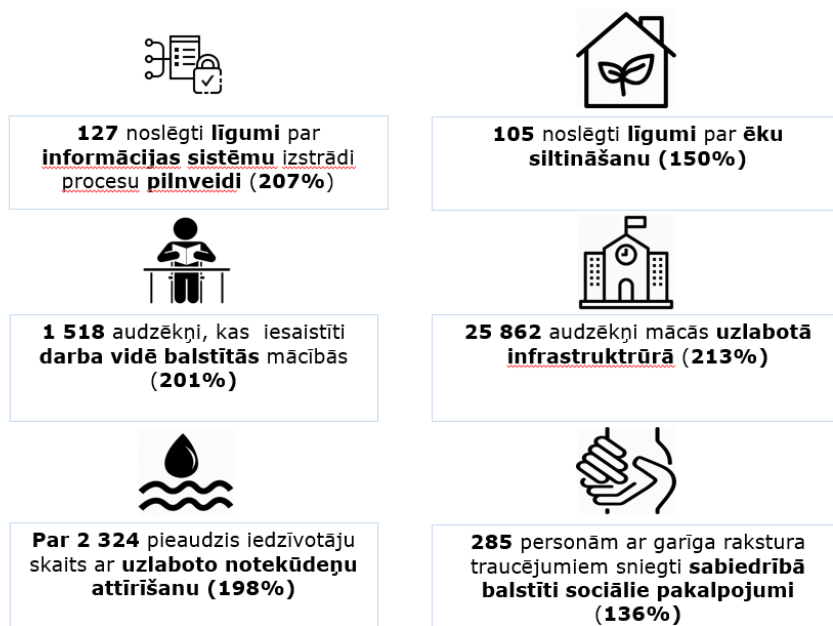 127 noslēgti līgumi par
informācijas sistēmu izstrādi
procesu pilnveidi (207%)
105 noslēgti līgumi par ēku
siltināšanu (150%)
1 518 audzēkņi, kas  iesaistīti
darba vidē balstītās mācībās
(201%)
25 862 audzēkņi mācās uzlabotā
infrastruktrūrā (213%)
Par 2 324 pieaudzis iedzīvotāju
skaits ar uzlaboto notekūdeņu
attīrīšanu (198%)
285 personām ar garīga rakstura
traucējumiem sniegti sabiedrībā
balstīti sociālie pakalpojumi
(136%)